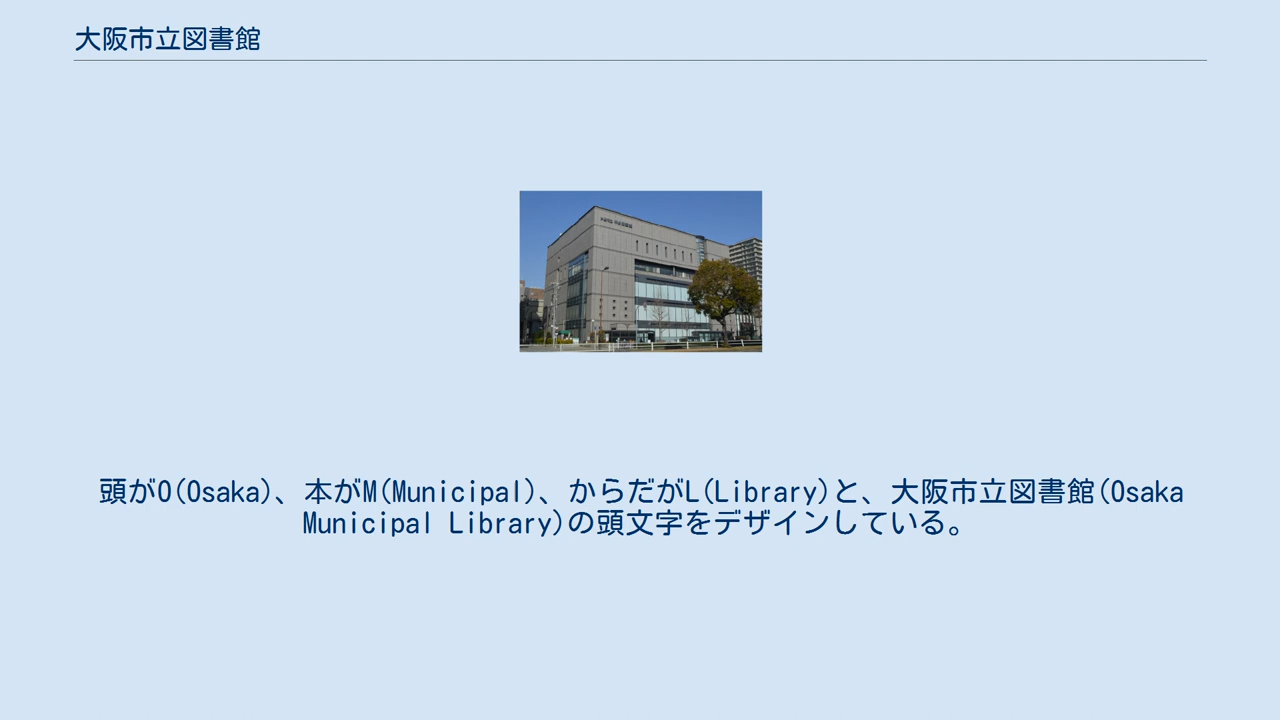 大阪市立図書館
頭がO(Osaka)、本がM(Municipal)、からだがL(Library)と、大阪市立図書館(Osaka
Municipal Library)の頭文字をデザインしている。